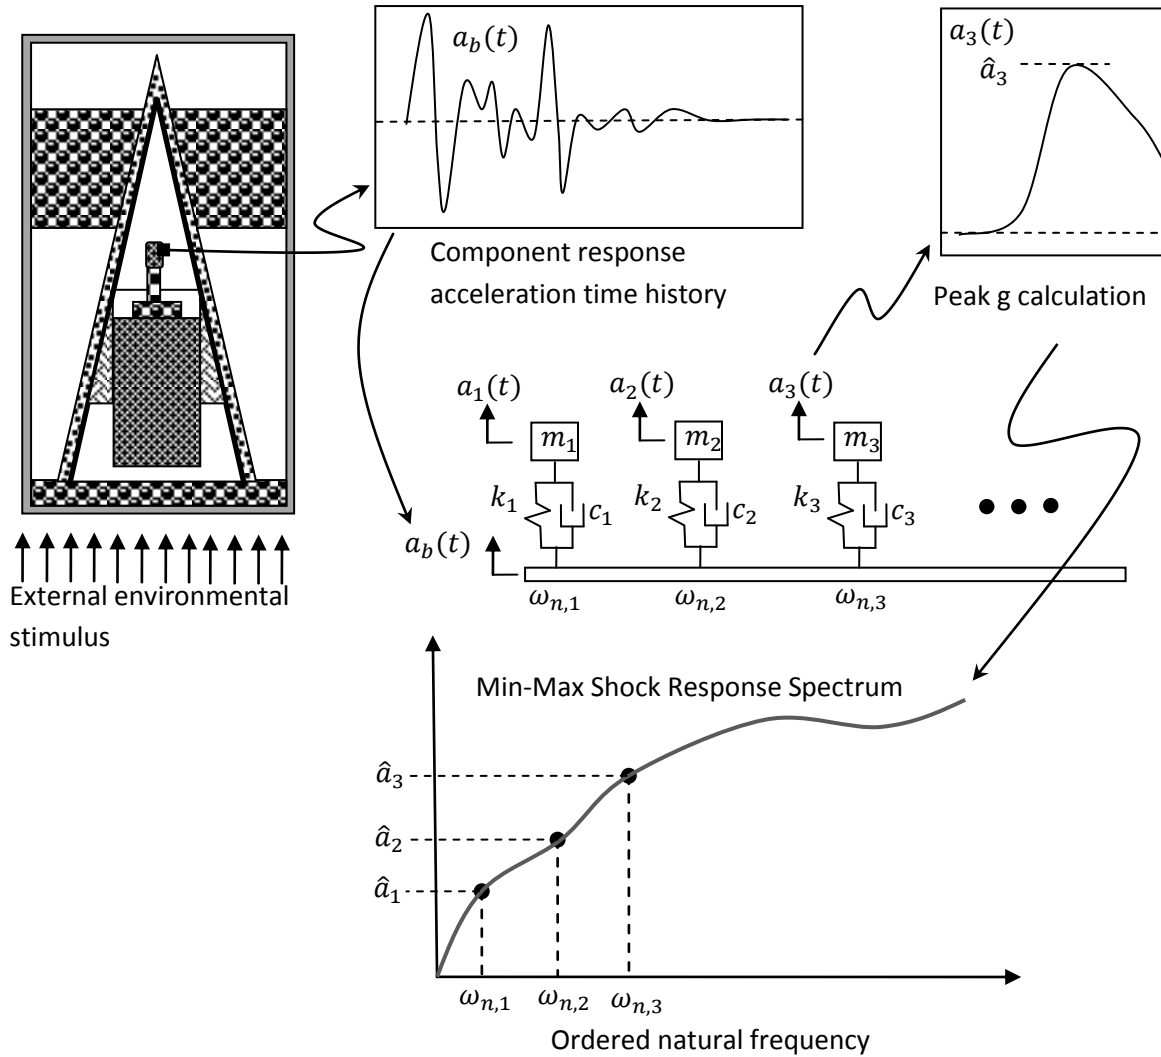 a_b(t)
Component response
acceleration time history
a_3(t)
â_3
Peak g calculation
External environmental
stimulus
a_1(t) a_2(t) a_3(t)
m_1 m_2 m_3
k_1 c_1 k_2 c_2 k_3 c_3
a_b(t)
ω_{n,1} ω_{n,2} ω_{n,3}
Min-Max Shock Response Spectrum
â_3
â_2
â_1
ω_{n,1} ω_{n,2} ω_{n,3}
Ordered natural frequency